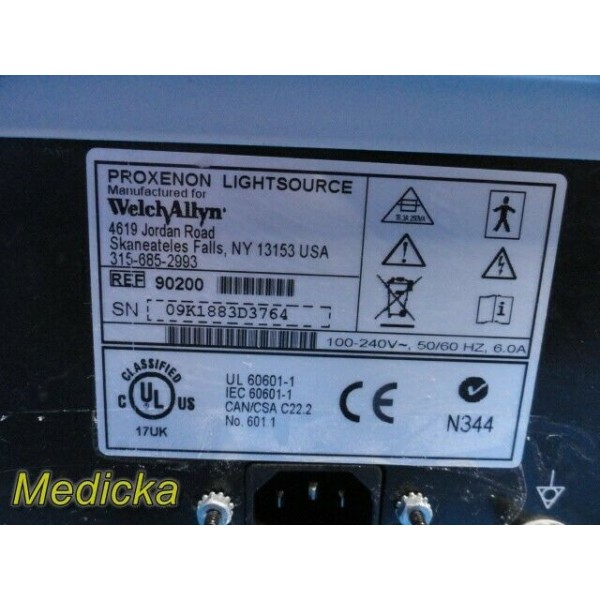 PROXENON LIGHTSOURCE
Manufactured for
WelchAllyn®
4619 Jordan Road
Skaneateles Falls, NY 13153 USA
315-685-2993
REF 90200
SN 09K1883D3764
100-240V~, 50/60 HZ, 6.0A
CLASSIFIED
C UL US
17UK
UL 60601-1
IEC 60601-1
CAN/CSA C22.2
No. 601.1
CE
N344
Medicka